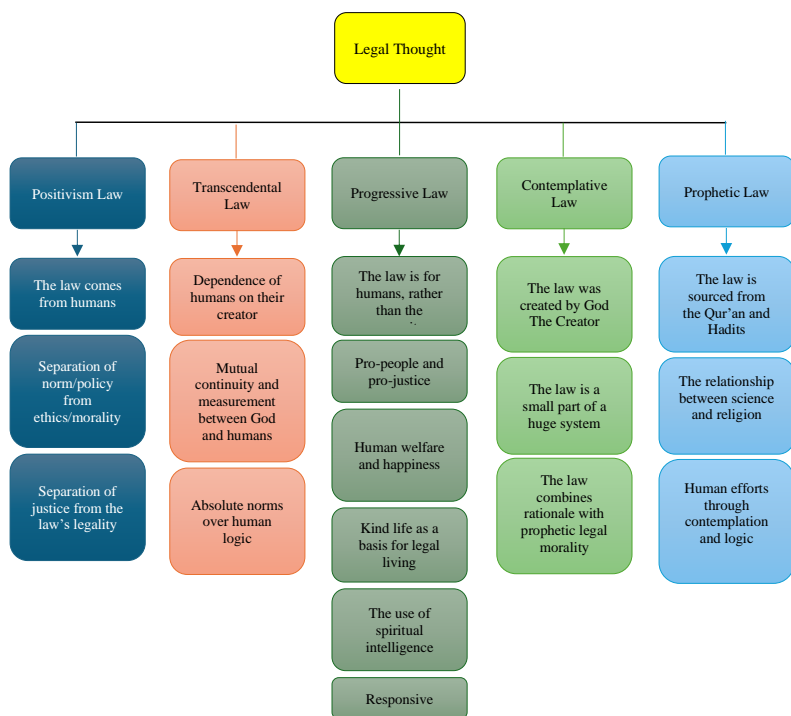 Legal Thought
Positivism Law
The law comes
from humans
Separation of
norm/policy
from
ethics/morality
Separation of
justice from the
law's legality
Transcendental
Law
Dependence of
humans on their
creator
Mutual
continuity and
measurement
between God
and humans
Absolute norms
over human
logic
Progressive Law
The law is for
humans, rather
than the
Pro-people and
pro-justice
Human welfare
and happiness
Kind life as a
basis for legal
living
The use of
spiritual
intelligence
Responsive
Contemplative
Law
The law was
created by God
The Creator
The law is a
small part of a
huge system
The law
combines
rationale with
prophetic legal
morality
Prophetic Law
The law is
sourced from
the Qur'an and
Hadits
The relationship
between science
and religion
Human efforts
through
contemplation
and logic